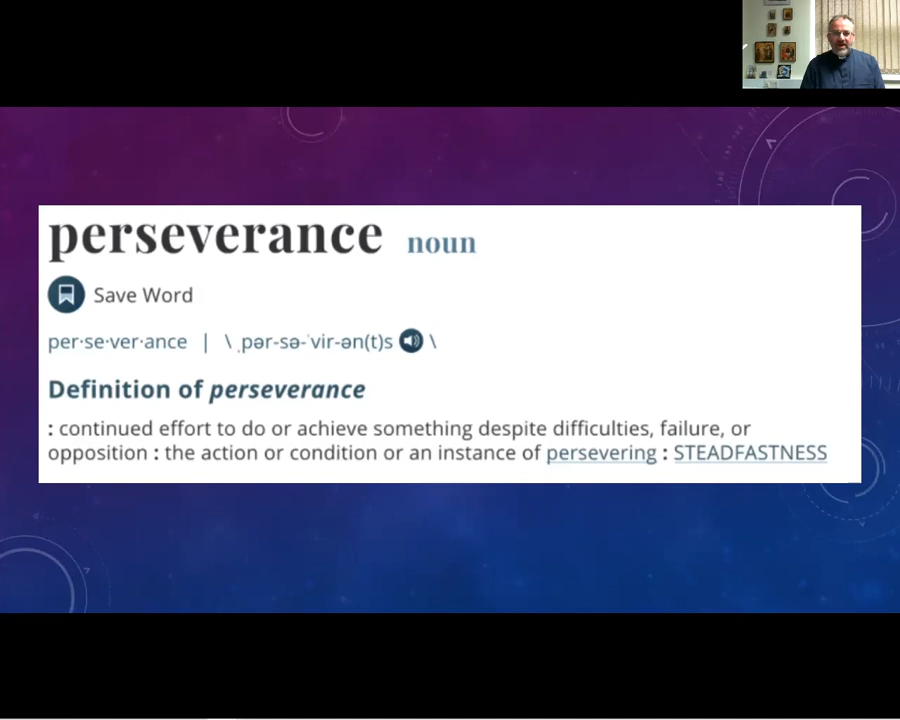 perseverance noun
Save Word
per·se·ver·ance | \ ˌpər-sə-ˈvir-ən(t)s \
Definition of perseverance
: continued effort to do or achieve something despite difficulties, failure, or
opposition : the action or condition or an instance of persevering : STEADFASTNESS